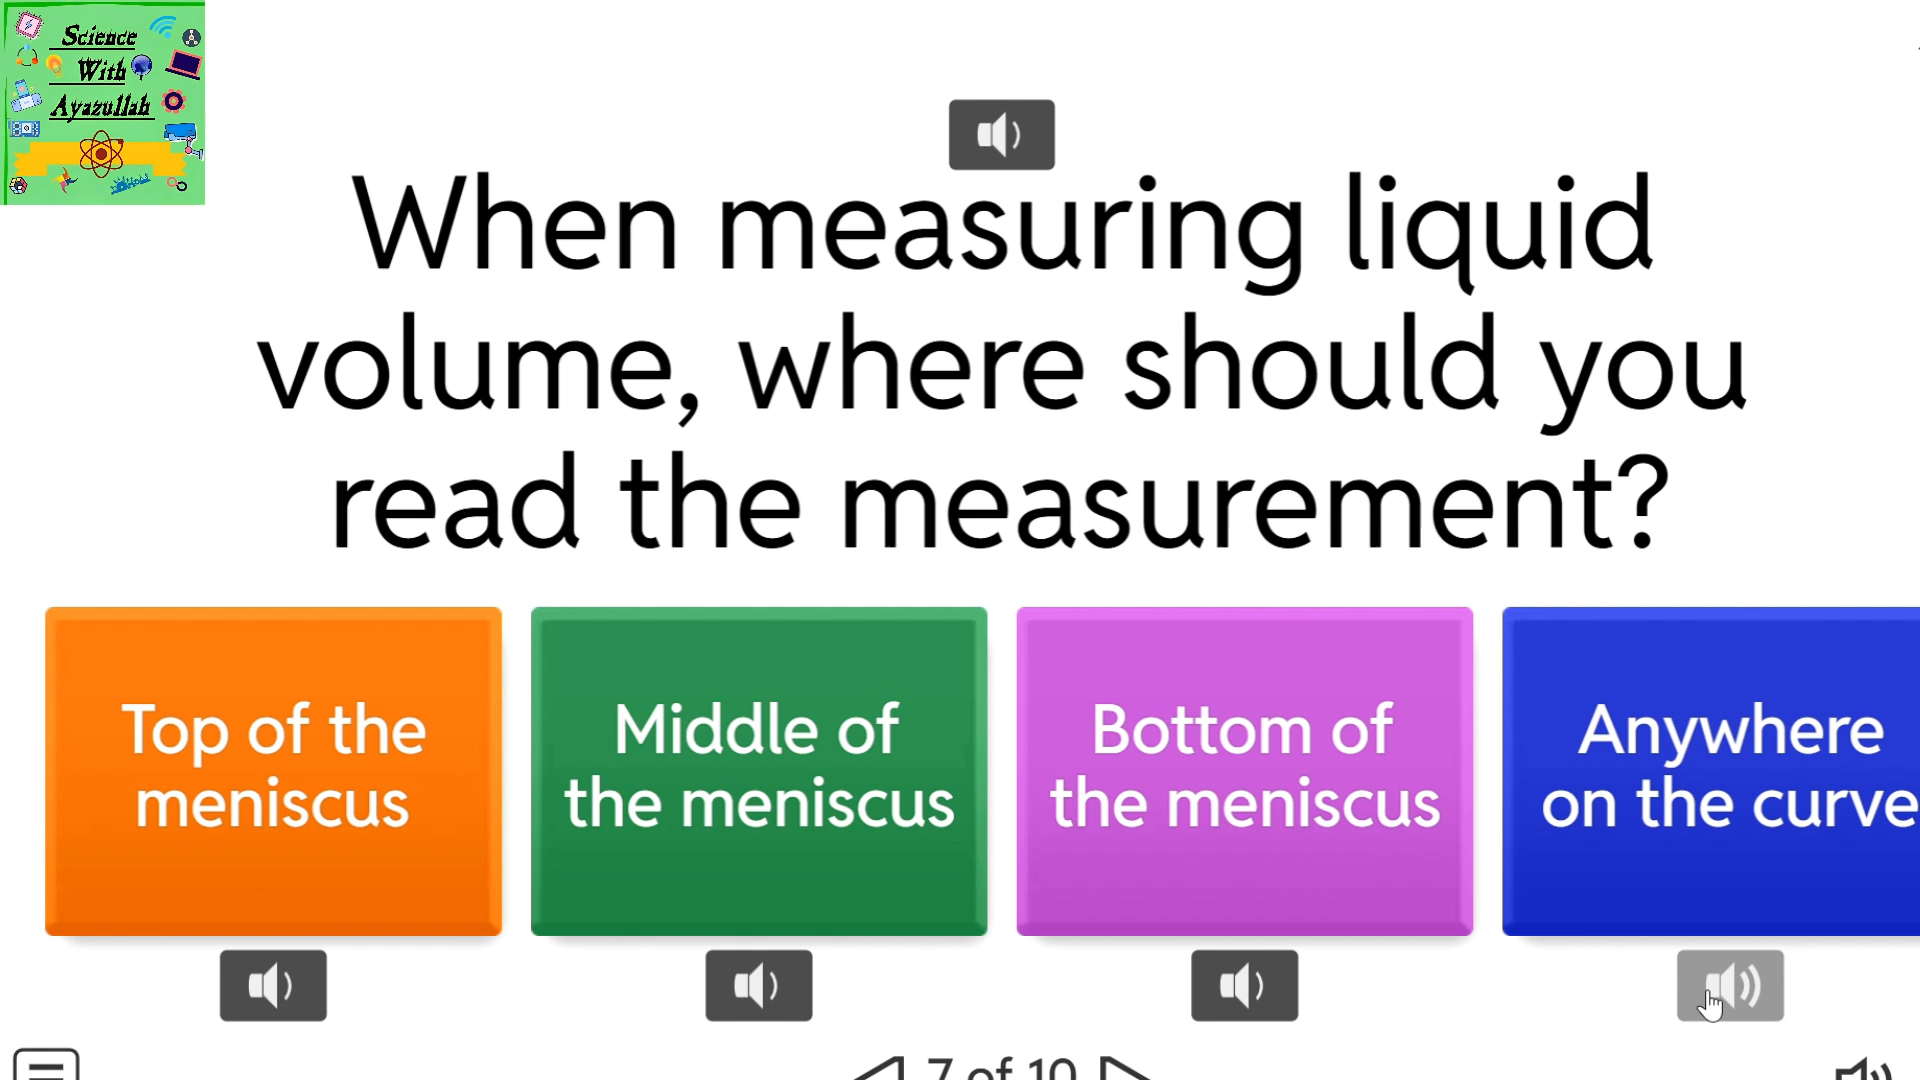 Science
With
Ayazullah
When measuring liquid
volume, where should you
read the measurement?
Top of the
meniscus
Middle of
the meniscus
Bottom of
the meniscus
Anywhere
on the curve
7 of 10